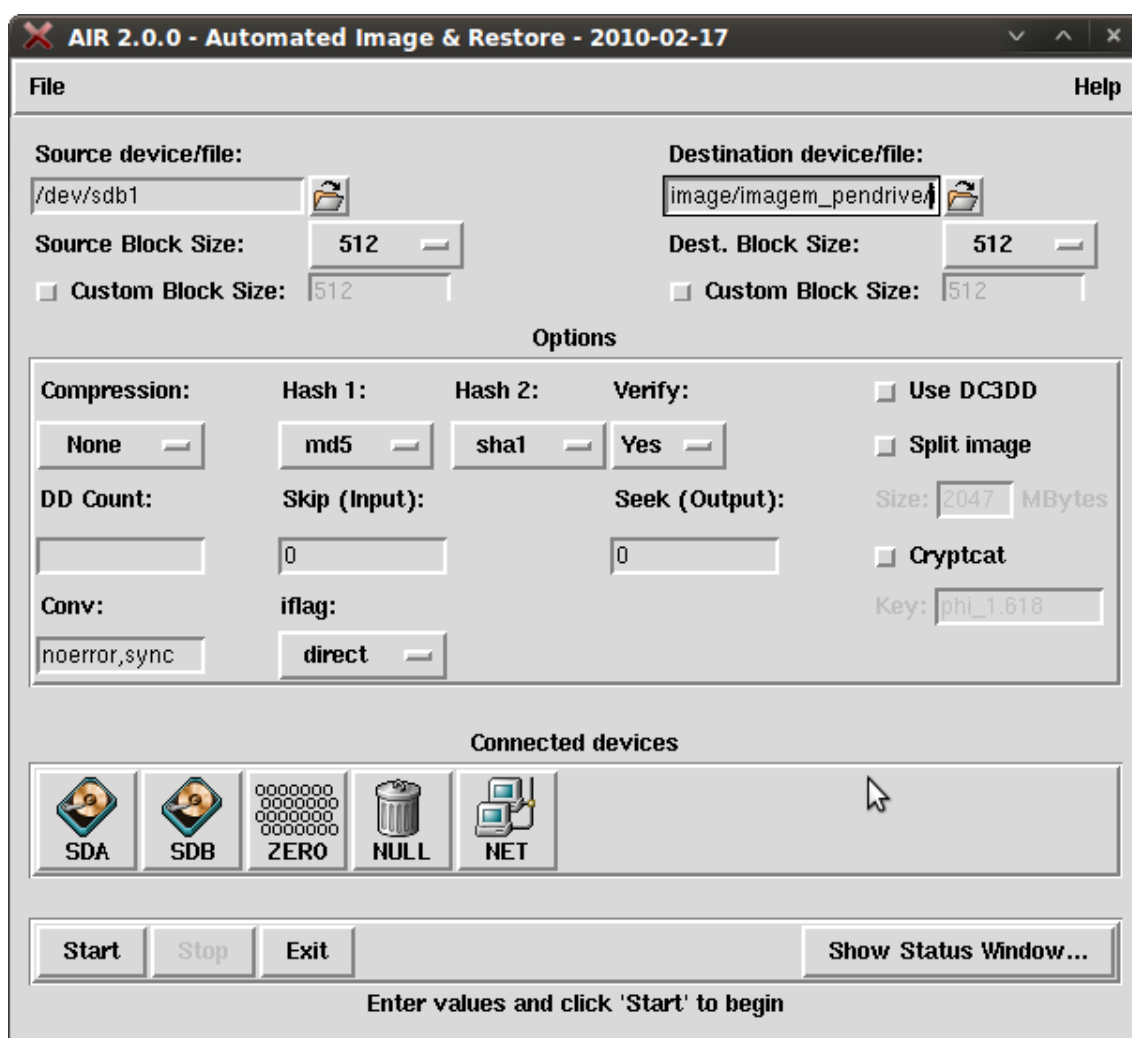 AIR 2.0.0 - Automated Image & Restore - 2010-02-17
File Help
Source device/file: Destination device/file:
/dev/sdb1 image/imagem_pendrive/
Source Block Size: 512 Dest. Block Size: 512
Custom Block Size: 512 Custom Block Size: 512
Options
Compression: Hash 1: Hash 2: Verify: Use DC3DD
None md5 sha1 Yes Split image
DD Count: Skip (Input): Seek (Output): Size: 2047 MBytes
0 0 Cryptcat
Conv: iflag: Key: phi_1.618
noerror,sync direct
Connected devices
0000000
0000000
0000000
0000000
SDA SDB ZERO NULL NET
Start Stop Exit Show Status Window...
Enter values and click 'Start' to begin